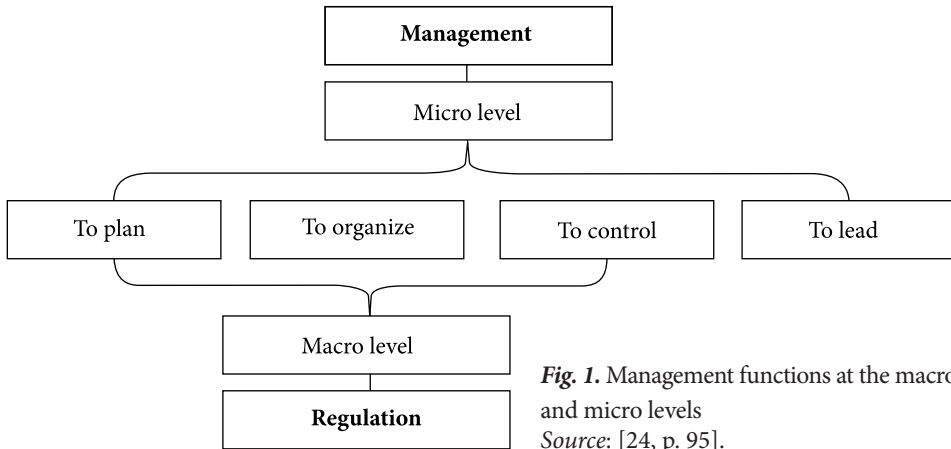 Management
Micro level
To plan
To organize
To control
To lead
Macro level
Regulation
Fig. 1. Management functions at the macro
and micro levels
Source: [24, p. 95].